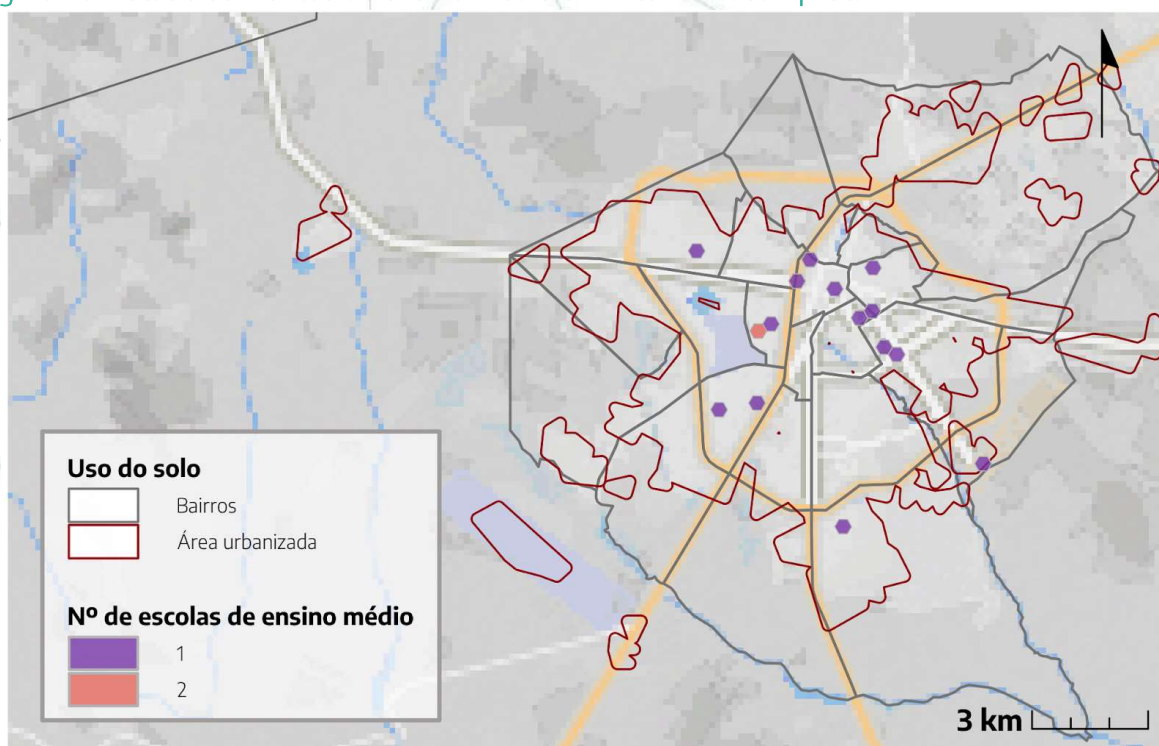 Uso do solo
Bairros
Área urbanizada
Nº de escolas de ensino médio
1
2
3 km